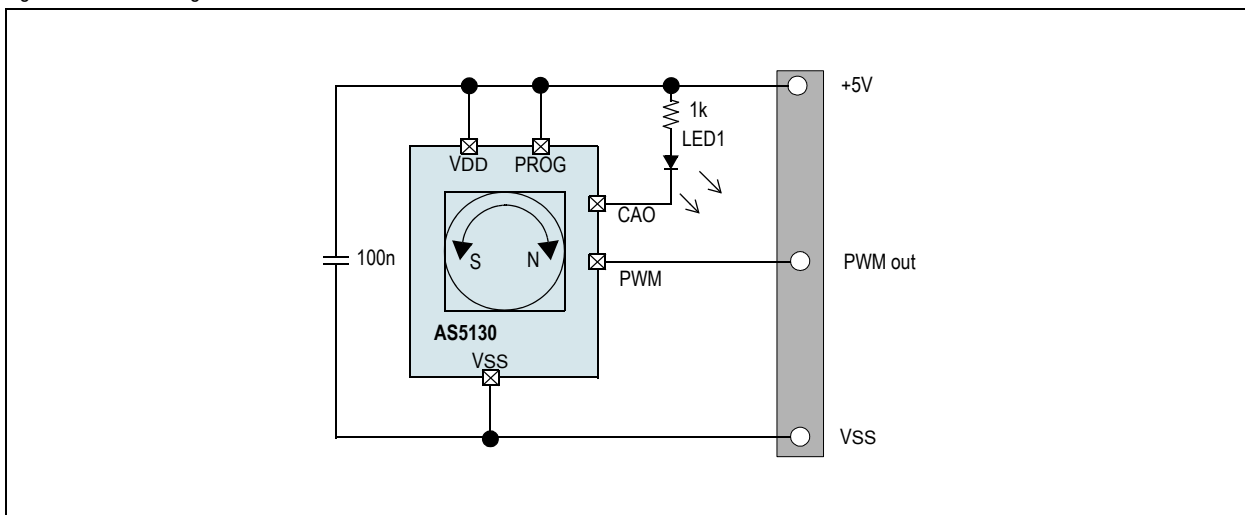 +5V
1k
LED1
VDD PROG
CAO
100n
S N
PWM
PWM out
AS5130
VSS
VSS